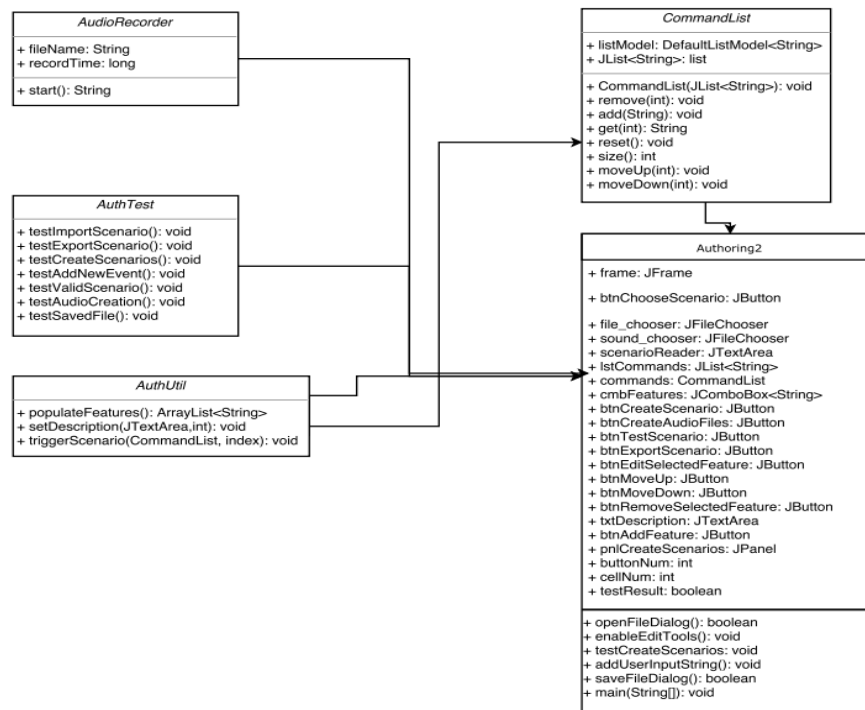 AudioRecorder
+ fileName: String
+ recordTime: long
+ start(): String
AuthTest
+ testImportScenario(): void
+ testExportScenario(): void
+ testCreateScenarios(): void
+ testAddNewEvent(): void
+ testValidScenario(): void
+ testAudioCreation(): void
+ testSavedFile(): void
AuthUtil
+ populateFeatures(): ArrayList<String>
+ setDescription(JTextArea,int): void
+ triggerScenario(CommandList, index): void
CommandList
+ listModel: DefaultListModel<String>
+ JList<String>: list
+ CommandList(JList<String>): void
+ remove(int): void
+ add(String): void
+ get(int): String
+ reset(): void
+ size(): int
+ moveUp(int): void
+ moveDown(int): void
Authoring2
+ frame: JFrame
+ btnChooseScenario: JButton
+ file_chooser: JFileChooser
+ sound_chooser: JFileChooser
+ scenarioReader: JTextArea
+ lstCommands: JList<String>
+ commands: CommandList
+ cmbFeatures: JComboBox<String>
+ btnCreateScenario: JButton
+ btnCreateAudioFiles: JButton
+ btnTestScenario: JButton
+ btnExportScenario: JButton
+ btnEditSelectedFeature: JButton
+ btnMoveUp: JButton
+ btnMoveDown: JButton
+ btnRemoveSelectedFeature: JButton
+ txtDescription: JTextArea
+ btnAddFeature: JButton
+ pnlCreateScenarios: JPanel
+ buttonNum: int
+ cellNum: int
+ testResult: boolean
+ openFileDialog(): boolean
+ enableEditTools(): void
+ testCreateScenarios: void
+ addUserInputString(): void
+ saveFileDialog(): boolean
+ main(String[]): void